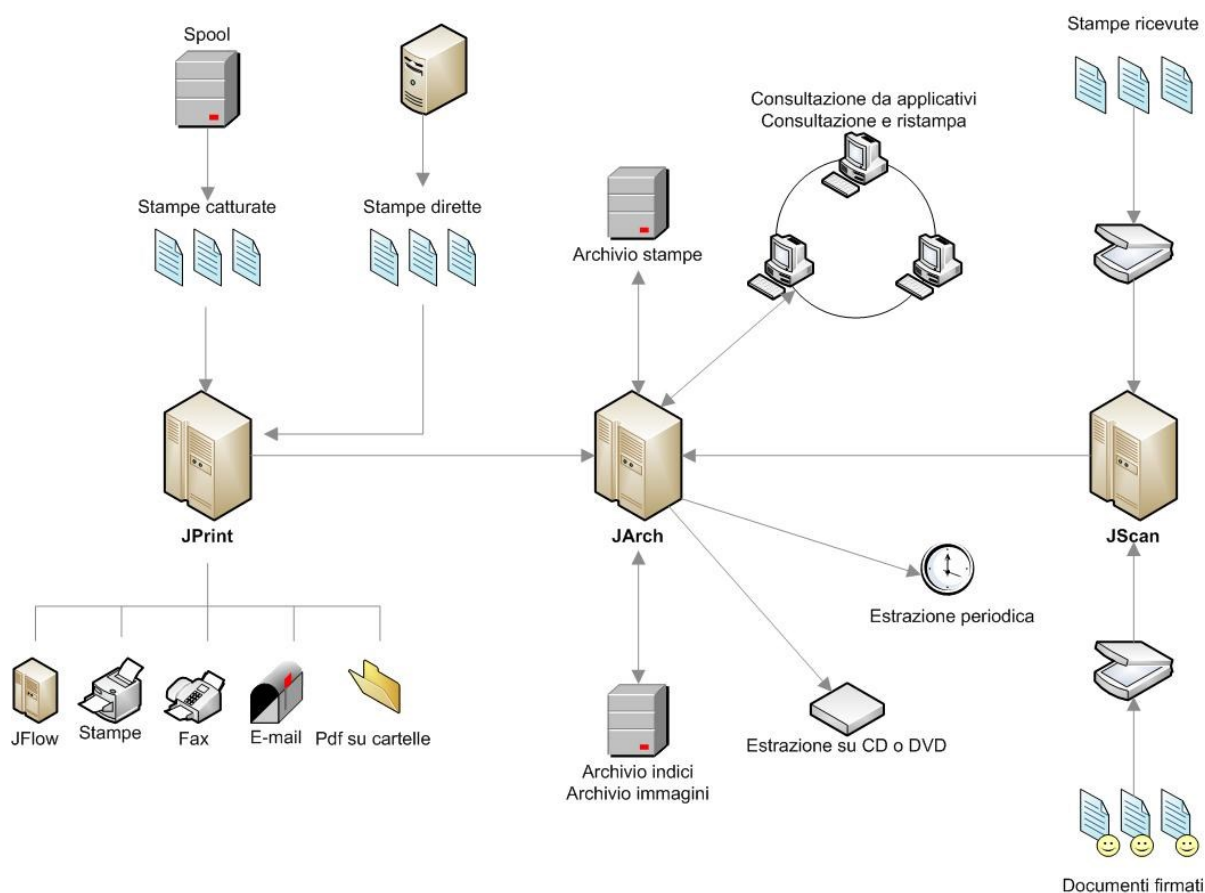 Spool
Stampe ricevute
Consultazione da applicativi
Consultazione e ristampa
Stampe catturate
Stampe dirette
Archivio stampe
JPrint
JArch
JScan
Estrazione periodica
JFlow
Stampe
Fax
E-mail
Pdf su cartelle
Estrazione su CD o DVD
Archivio indici
Archivio immagini
Documenti firmati